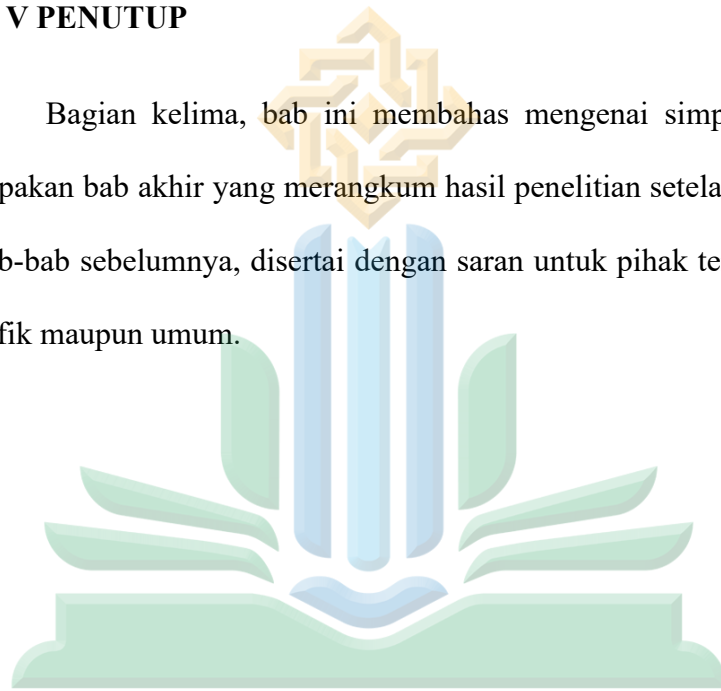 V PENUTUP
Bagian kelima, bab ini membahas mengenai simp
pakan bab akhir yang merangkum hasil penelitian setela
b-bab sebelumnya, disertai dengan saran untuk pihak te
fik maupun umum.